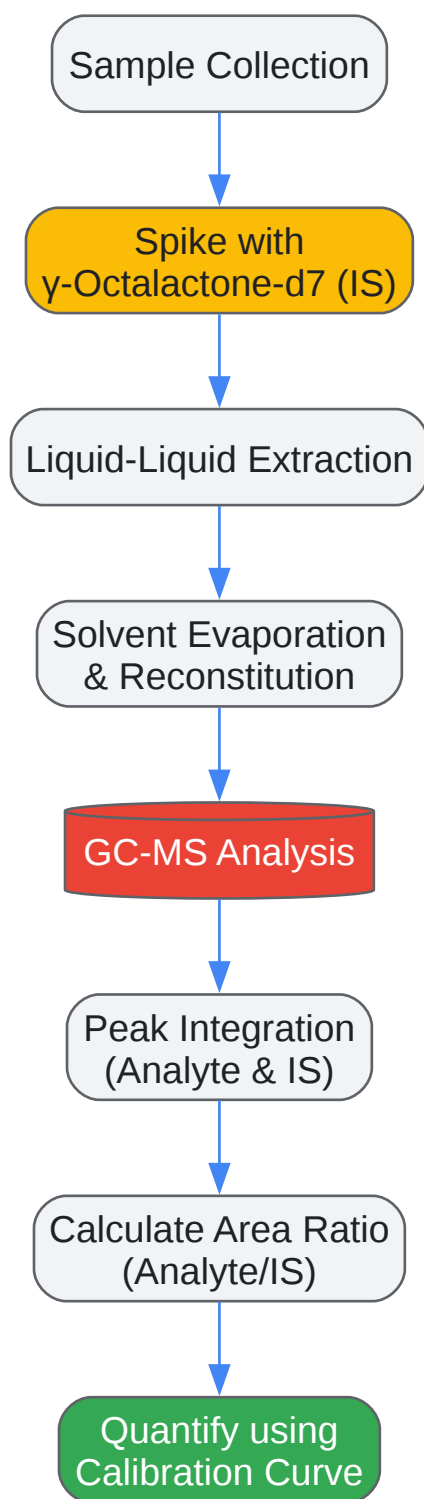 Sample Collection
Spike with
γ-Octalactone-d7 (IS)
Liquid-Liquid Extraction
Solvent Evaporation
& Reconstitution
GC-MS Analysis
Peak Integration
(Analyte & IS)
Calculate Area Ratio
(Analyte/IS)
Quantify using
Calibration Curve